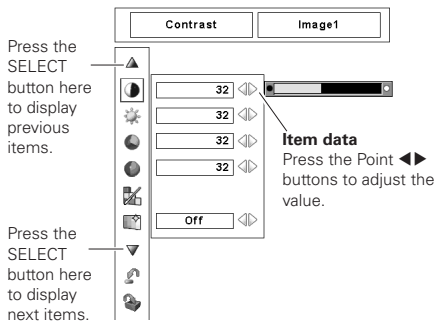 Contrast Image1
Press the
SELECT
button here
to display
previous
items.
32
32
32
32
Off
Item data
Press the Point ◀▶
buttons to adjust the
value.
Press the
SELECT
button here
to display
next items.